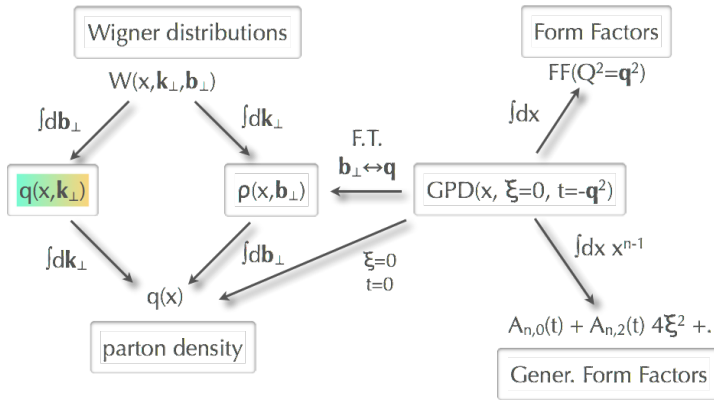 Wigner distributions
W(x,k⊥,b⊥)
∫db⊥
∫dk⊥
q(x,k⊥)
ρ(x,b⊥)
∫dk⊥
∫db⊥
q(x)
parton density
F.T.
b⊥↔q
ξ=0
t=0
Form Factors
FF(Q²=q²)
∫dx
GPD(x, ξ=0, t=-q²)
∫dx xⁿ⁻¹
Aₙ,₀(t) + Aₙ,₂(t) 4ξ² +.
Gener. Form Factors